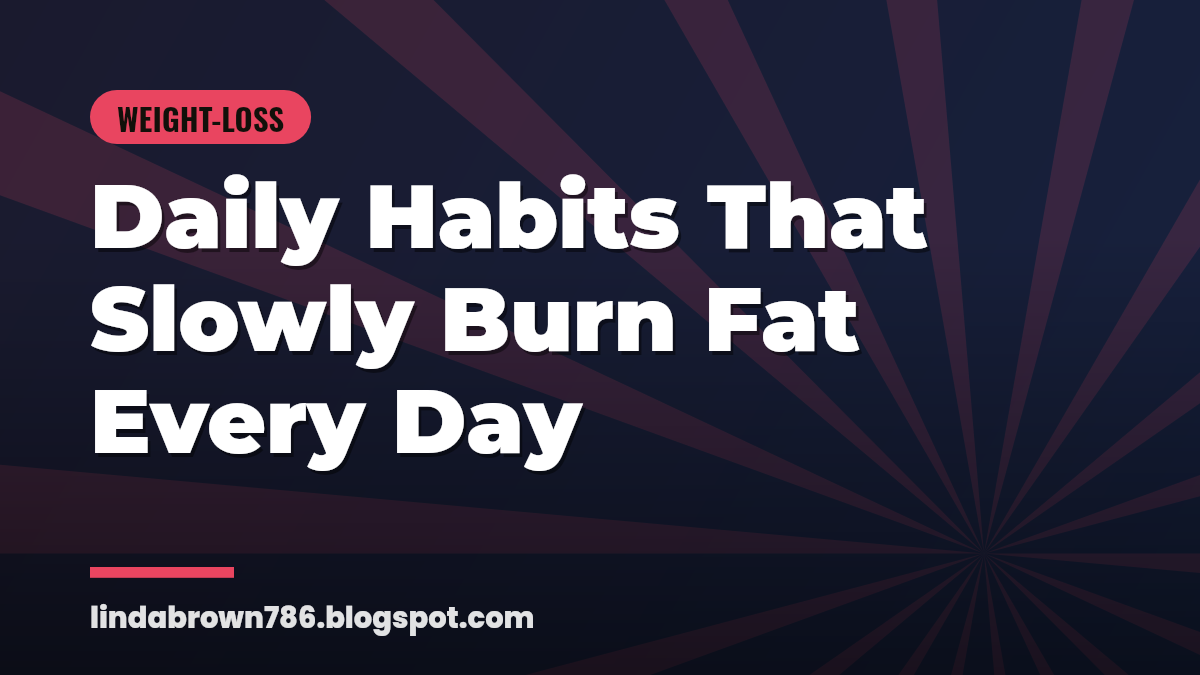 WEIGHT-LOSS
Daily Habits That
Slowly Burn Fat
Every Day
lindabrown786.blogspot.com